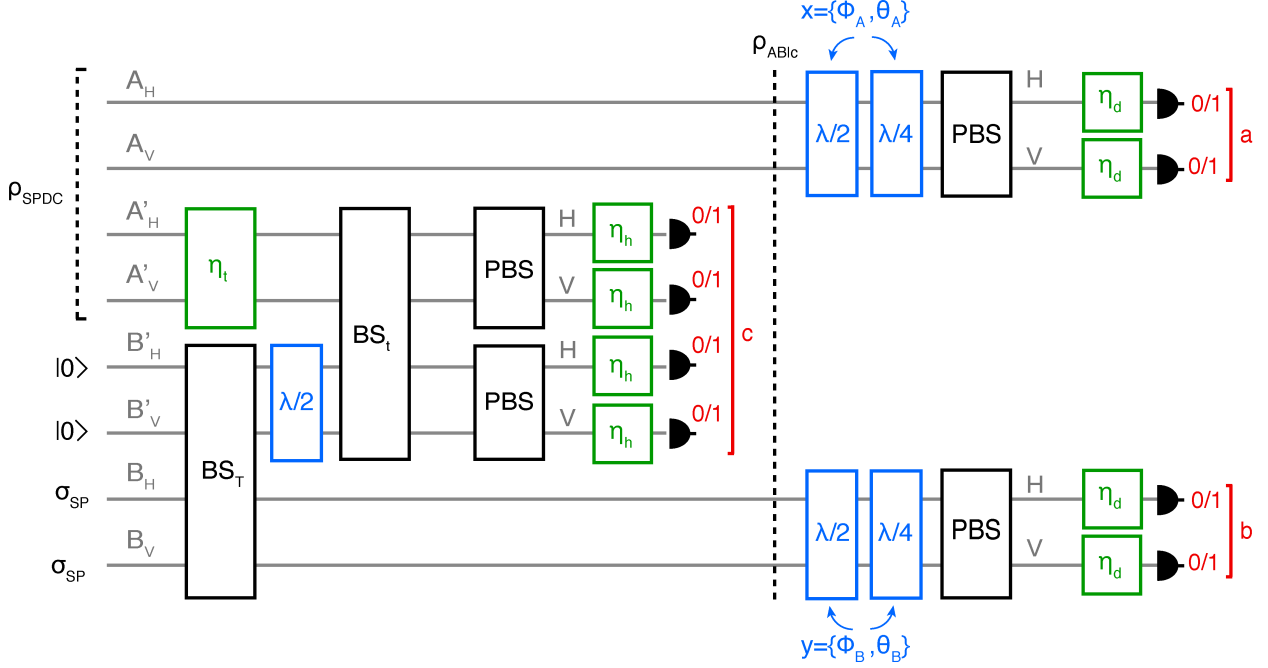 x={Φ_A,θ_A}
ρ_AB|c
A_H
H
η_d
0/1
A_V
λ/2
λ/4
PBS
a
V
η_d
0/1
ρ_SPDC
A'_H
H
η_h
0/1
η_t
A'_V
PBS
V
η_h
0/1
BS_t
c
|0⟩
B'_H
H
η_h
0/1
λ/2
PBS
|0⟩
B'_V
V
η_h
0/1
BS_T
σ_SP
B_H
H
η_d
0/1
λ/2
λ/4
PBS
b
σ_SP
B_V
V
η_d
0/1
y={Φ_B,θ_B}